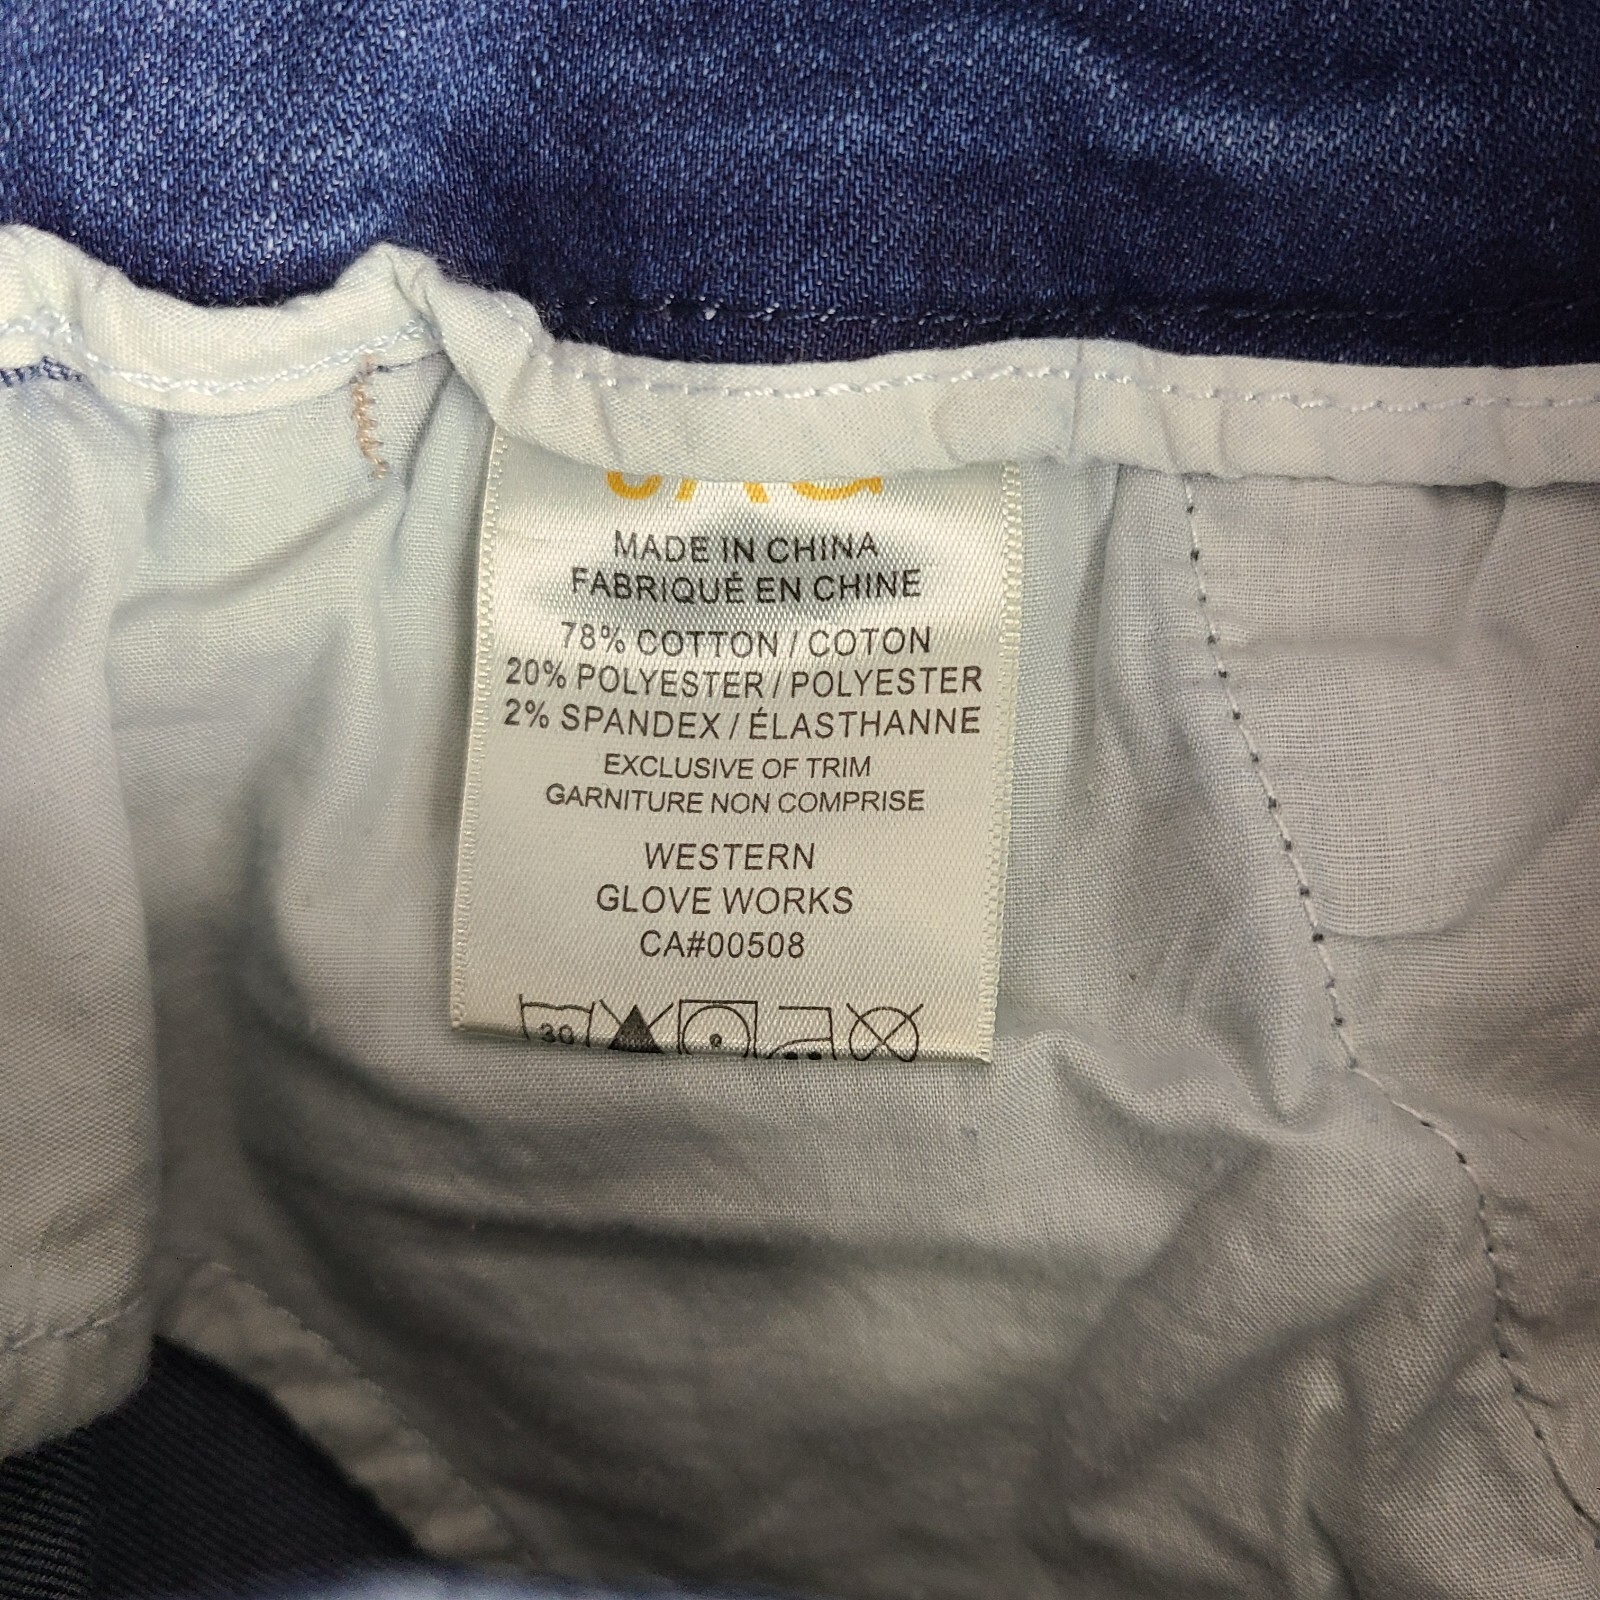 MADE IN CHINA
FABRIQUÉ EN CHINE
78% COTTON / COTON
20% POLYESTER / POLYESTER
2% SPANDEX / ÉLASTHANNE
EXCLUSIVE OF TRIM
GARNITURE NON COMPRISE
WESTERN
GLOVE WORKS
CA#00508
30